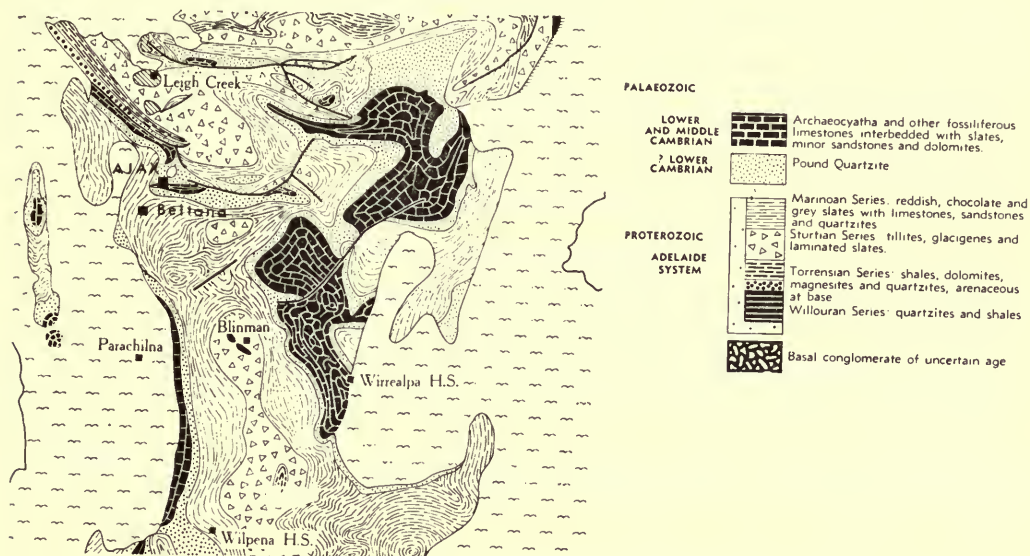 Leigh Creek
AJAX
Beltana
Blinman
Parachilna
Wirrealpa H.S.
Wilpena H.S.
PALAEOZOIC
LOWER
AND MIDDLE
CAMBRIAN
Archaeocyatha and other fossiliferous
limestones interbedded with slates,
minor sandstones and dolomites.
? LOWER
CAMBRIAN
Pound Quartzite
PROTEROZOIC
ADELAIDE
SYSTEM
Marinoan Series. reddish, chocolate and
grey slates with limestones, sandstones
and quartzites
Sturtian Series tillites, glacigenes and
laminated slates.
Torrensian Series: shales, dolomites,
magnesites and quartzites, arenaceous
at base
Willouran Series: quartzites and shales
Basal conglomerate of uncertain age